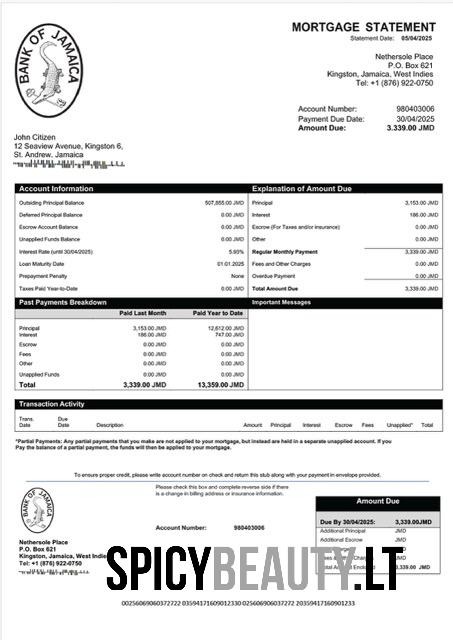 MORTGAGE STATEMENT
Statement Date: 05/04/2025
BANK OF JAMAICA
Nethersole Place
P.O. Box 621
Kingston, Jamaica, West Indies
Tel: +1 (876) 922-0750
Account Number: 980403006
Payment Due Date: 30/04/2025
Amount Due: 3.339.00 JMD
John Citizen
12 Seaview Avenue, Kingston 6,
St. Andrew, Jamaica
Account Information
Outsiding Principal Balance 507,855.00 JMD
Deferred Principal Balance 0.00 JMD
Escrow Account Balance 0.00 JMD
Unapplied Funds Balance 0.00 JMD
Interest Rate (until 30/04/2025) 5.93%
Loan Maturity Date 01.01.2025
Prepayment Penalty None
Taxes Paid Year-to-Date 0.00 JMD
Explanation of Amount Due
Principal 3,153.00 JMD
Interest 186.00 JMD
Escrow (For Taxes and/or insurance) 0.00 JMD
Other 0.00 JMD
Regular Monthly Payment 3,339.00 JMD
Fees and Other Charges 0.00 JMD
Overdue Payment 0.00 JMD
Total Amount Due 3,339.00 JMD
Past Payments Breakdown
Paid Last Month Paid Year to Date
Principal 3,153.00 JMD 12,612.00 JMD
Interest 186.00 JMD 747.00 JMD
Escrow 0.00 JMD 0.00 JMD
Fees 0.00 JMD 0.00 JMD
Other 0.00 JMD 0.00 JMD
Unapplied Funds 0.00 JMD 0.00 JMD
Total 3,339.00 JMD 13,359.00 JMD
Important Messages
Transcription Activity
Trans. Date Due Date Description Amount Principal Interest Escrow Fees Unapplied* Total
*Partial Payments: Any partial payments that you make are not applied to your mortgage, but instead are held in a separate unapplied account. If you
Pay the balance of a partial payment, the funds will then be applied to your mortgage.
To ensure proper credit, please write account number on check and return this stub along with your payment in envelope provided.
BANK OF JAMAICA
Please check this box and complete reverse side if there
is a change in billing address or insurance information.
Account Number: 980403006
Nethersole Place
P.O. Box 621
Kingston, Jamaica, West Indies
Tel: +1 (876) 922-0750
Amount Due
Due By 30/04/2025: 3,339.00JMD
Additional Principal JMD
Additional Escrow JMD
JMD
JMD
SPICYBEAUTY.LT